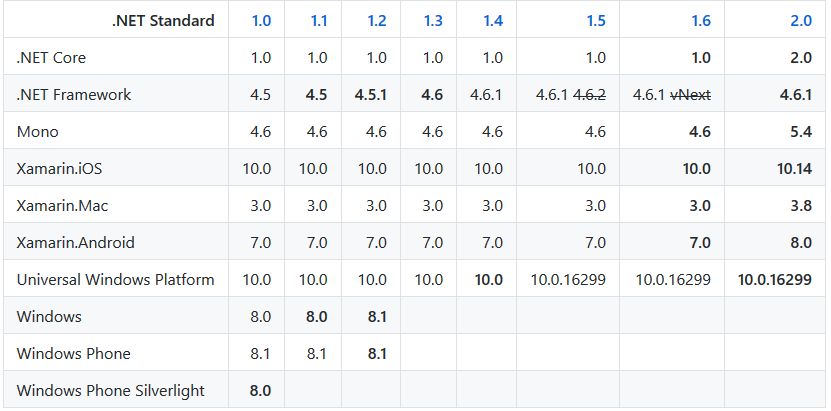 .NET Standard 1.0 1.1 1.2 1.3 1.4 1.5 1.6 2.0
.NET Core 1.0 1.0 1.0 1.0 1.0 1.0 1.0 2.0
.NET Framework 4.5 4.5 4.5.1 4.6 4.6.1 4.6.1 4.6.2 4.6.1 vNext 4.6.1
Mono 4.6 4.6 4.6 4.6 4.6 4.6 4.6 5.4
Xamarin.iOS 10.0 10.0 10.0 10.0 10.0 10.0 10.0 10.14
Xamarin.Mac 3.0 3.0 3.0 3.0 3.0 3.0 3.0 3.8
Xamarin.Android 7.0 7.0 7.0 7.0 7.0 7.0 7.0 8.0
Universal Windows Platform 10.0 10.0 10.0 10.0 10.0 10.0.16299 10.0.16299 10.0.16299
Windows 8.0 8.0 8.1
Windows Phone 8.1 8.1 8.1
Windows Phone Silverlight 8.0